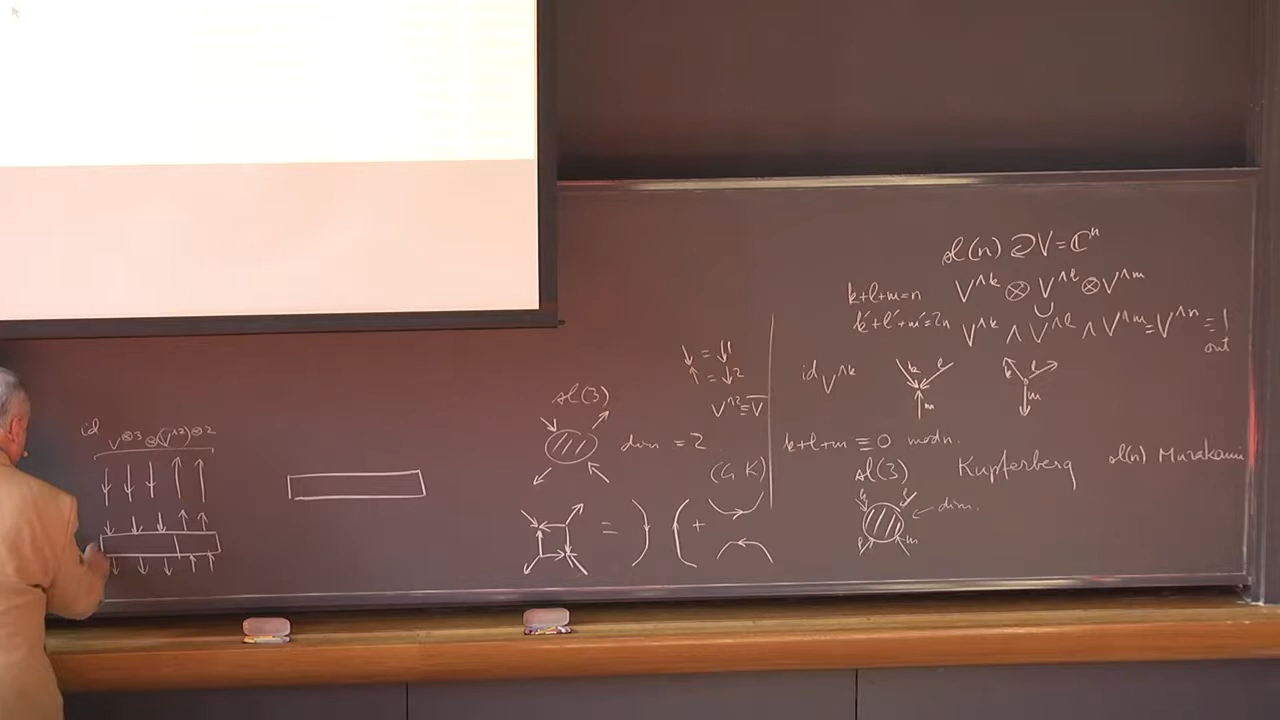 id
V^{⊗3} ⊗ (V^{∧2})^{⊗2}
sl(3)
dim = 2
↓ = ↓1
↑ = ↓2
V^{∧2} ≅ V̄
(G K)
= ) ( +
sl(n) ⊋ V = ℂⁿ
k+l+m=n V^{∧k} ⊗ V^{∧l} ⊗ V^{∧m}
∪
k'+l'+m'=2n V^{∧k} ∧ V^{∧l} ∧ V^{∧m} ≅ V^{∧n} ≅ 1
out
id V^{∧k} k l m k l m
k+l+m ≡ 0 mod n.
sl(3) Kupferberg sl(n) Murakami
dim.
m